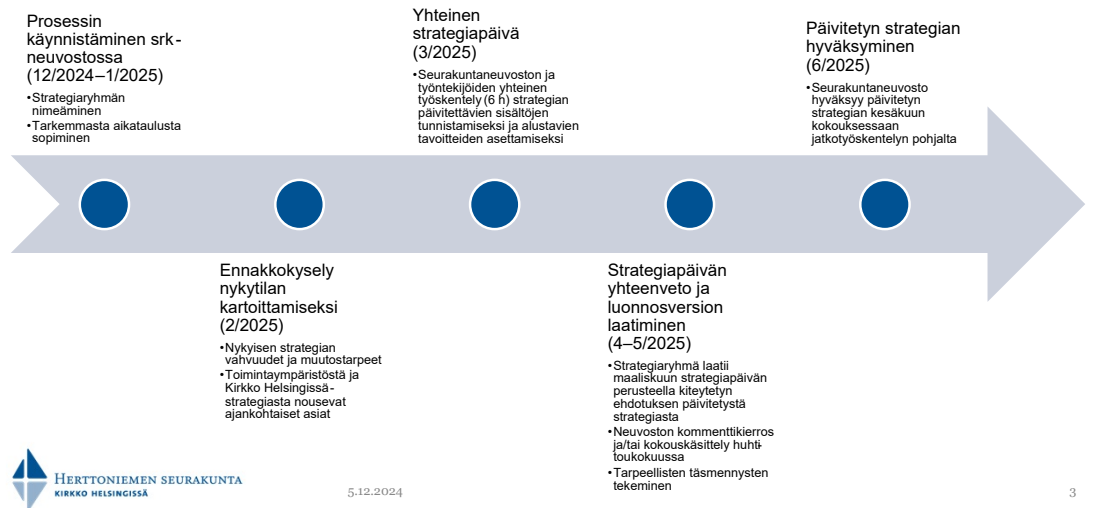 Prosessin
käynnistäminen srk-
neuvostossa
(12/2024–1/2025)
•Strategiaryhmän
nimeäminen
•Tarkemmasta aikataulusta
sopiminen
Ennakkokysely
nykytilan
kartoittamiseksi
(2/2025)
•Nykyisen strategian
vahvuudet ja muutostarpeet
•Toimintaympäristöstä ja
Kirkko Helsingissä-
strategiasta nousevat
ajankohtaiset asiat
Yhteinen
strategiapäivä
(3/2025)
•Seurakuntaneuvoston ja
työntekijöiden yhteinen
työskentely (6 h) strategian
päivitettävien sisältöjen
tunnistamiseksi ja alustavien
tavoitteiden asettamiseksi
Strategiapäivän
yhteenveto ja
luonnosversion
laatiminen
(4–5/2025)
•Strategiaryhmä laatii
maaliskuun strategiapäivän
perusteella kiteytetyn
ehdotuksen päivitetystä
strategiasta
•Neuvoston kommenttikierros
ja/tai kokouskäsittely huhti-
toukokuussa
•Tarpeellisten täsmennysten
tekeminen
Päivitetyn strategian
hyväksyminen
(6/2025)
•Seurakuntaneuvosto
hyväksyy päivitetyn
strategian kesäkuun
kokouksessaan
jatkotyöskentelyn pohjalta
HERTTONIEMEN SEURAKUNTA
KIRKKO HELSINGISSÄ
5.12.2024
3